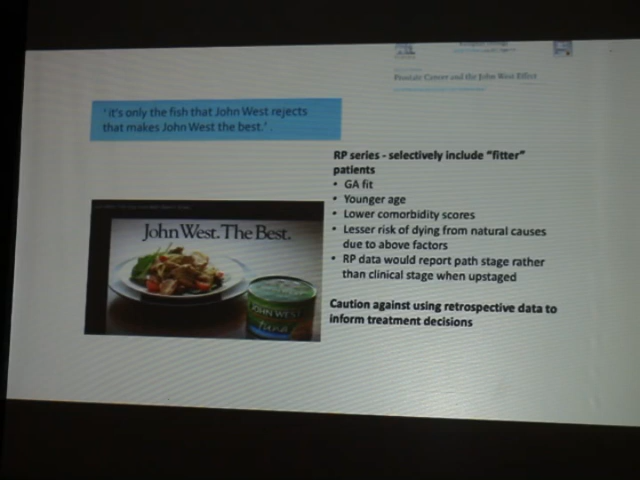 Prostate Cancer and the John West Effect
' it's only the fish that John West rejects
that makes John West the best.' .
RP series - selectively include "fitter"
patients
• GA fit
• Younger age
• Lower comorbidity scores
• Lesser risk of dying from natural causes
due to above factors
• RP data would report path stage rather
than clinical stage when upstaged
Caution against using retrospective data to
inform treatment decisions
John West. The Best.
JOHN WEST
tuna